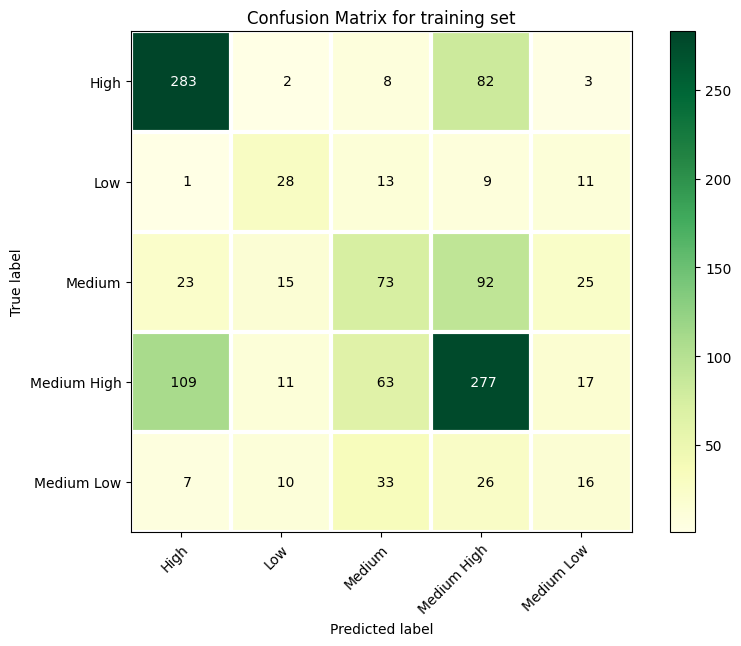 Confusion Matrix for training set
High 283 2 8 82 3
Low 1 28 13 9 11
Medium 23 15 73 92 25
Medium High 109 11 63 277 17
Medium Low 7 10 33 26 16
High Low Medium Medium High Medium Low
Predicted label
True label
250
200
150
100
50